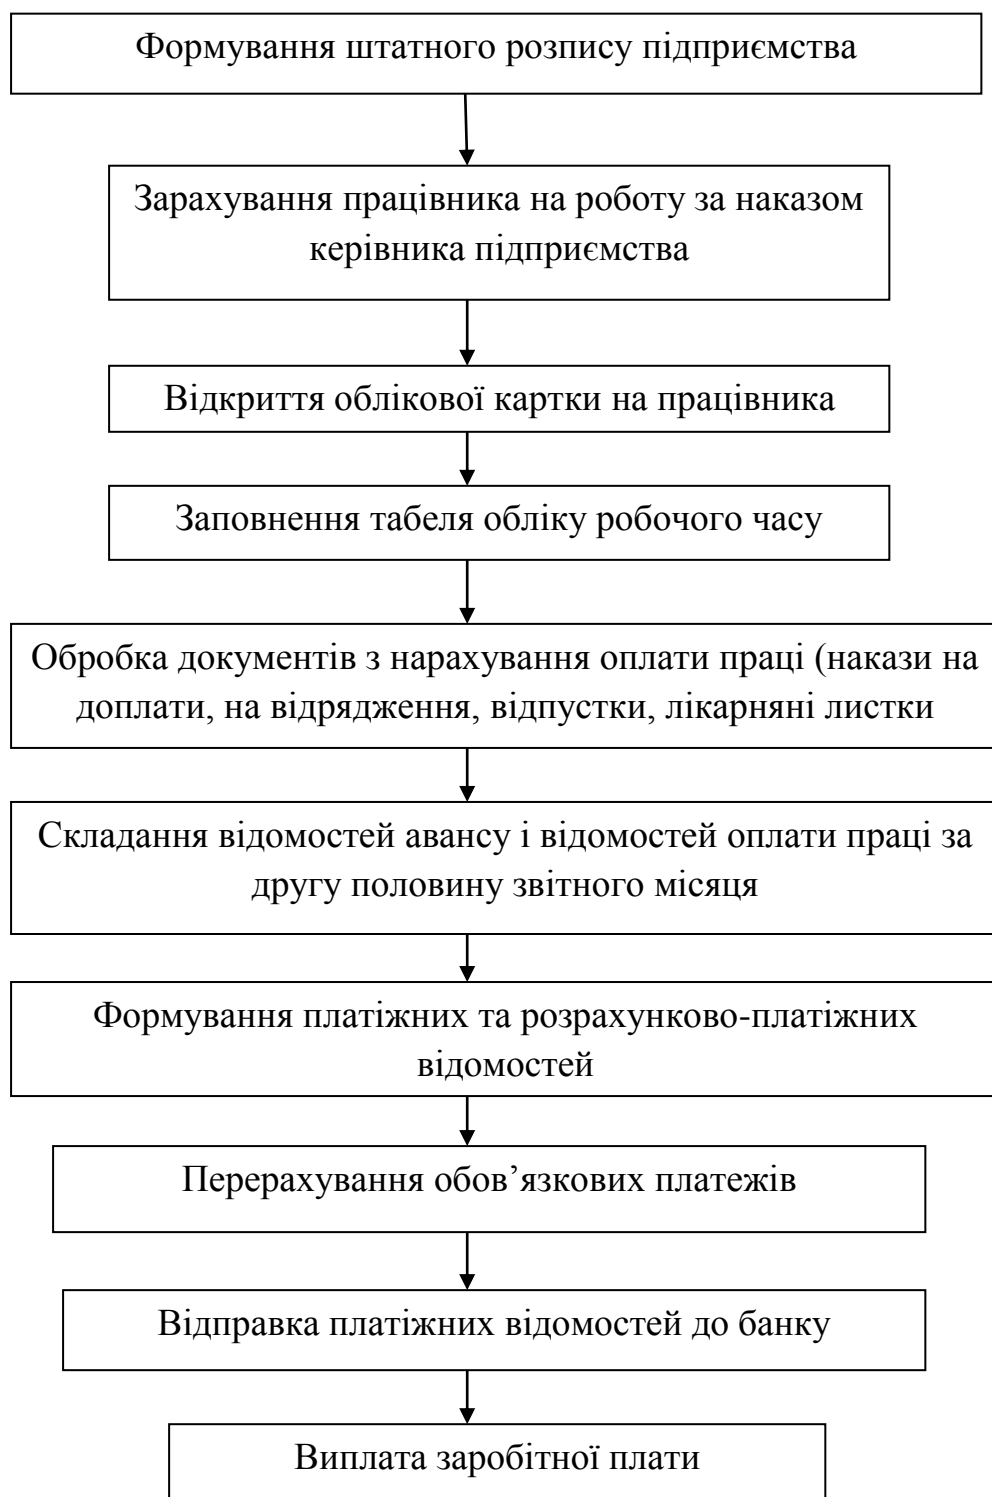 Формування штатного розпису підприємства
Зарахування працівника на роботу за наказом
керівника підприємства
Відкриття облікової картки на працівника
Заповнення табеля обліку робочого часу
Обробка документів з нарахування оплати праці (накази на
доплати, на відрядження, відпустки, лікарняні листки
Складання відомостей авансу і відомостей оплати праці за
другу половину звітного місяця
Формування платіжних та розрахунково-платіжних
відомостей
Перерахування обов’язкових платежів
Відправка платіжних відомостей до банку
Виплата заробітної плати